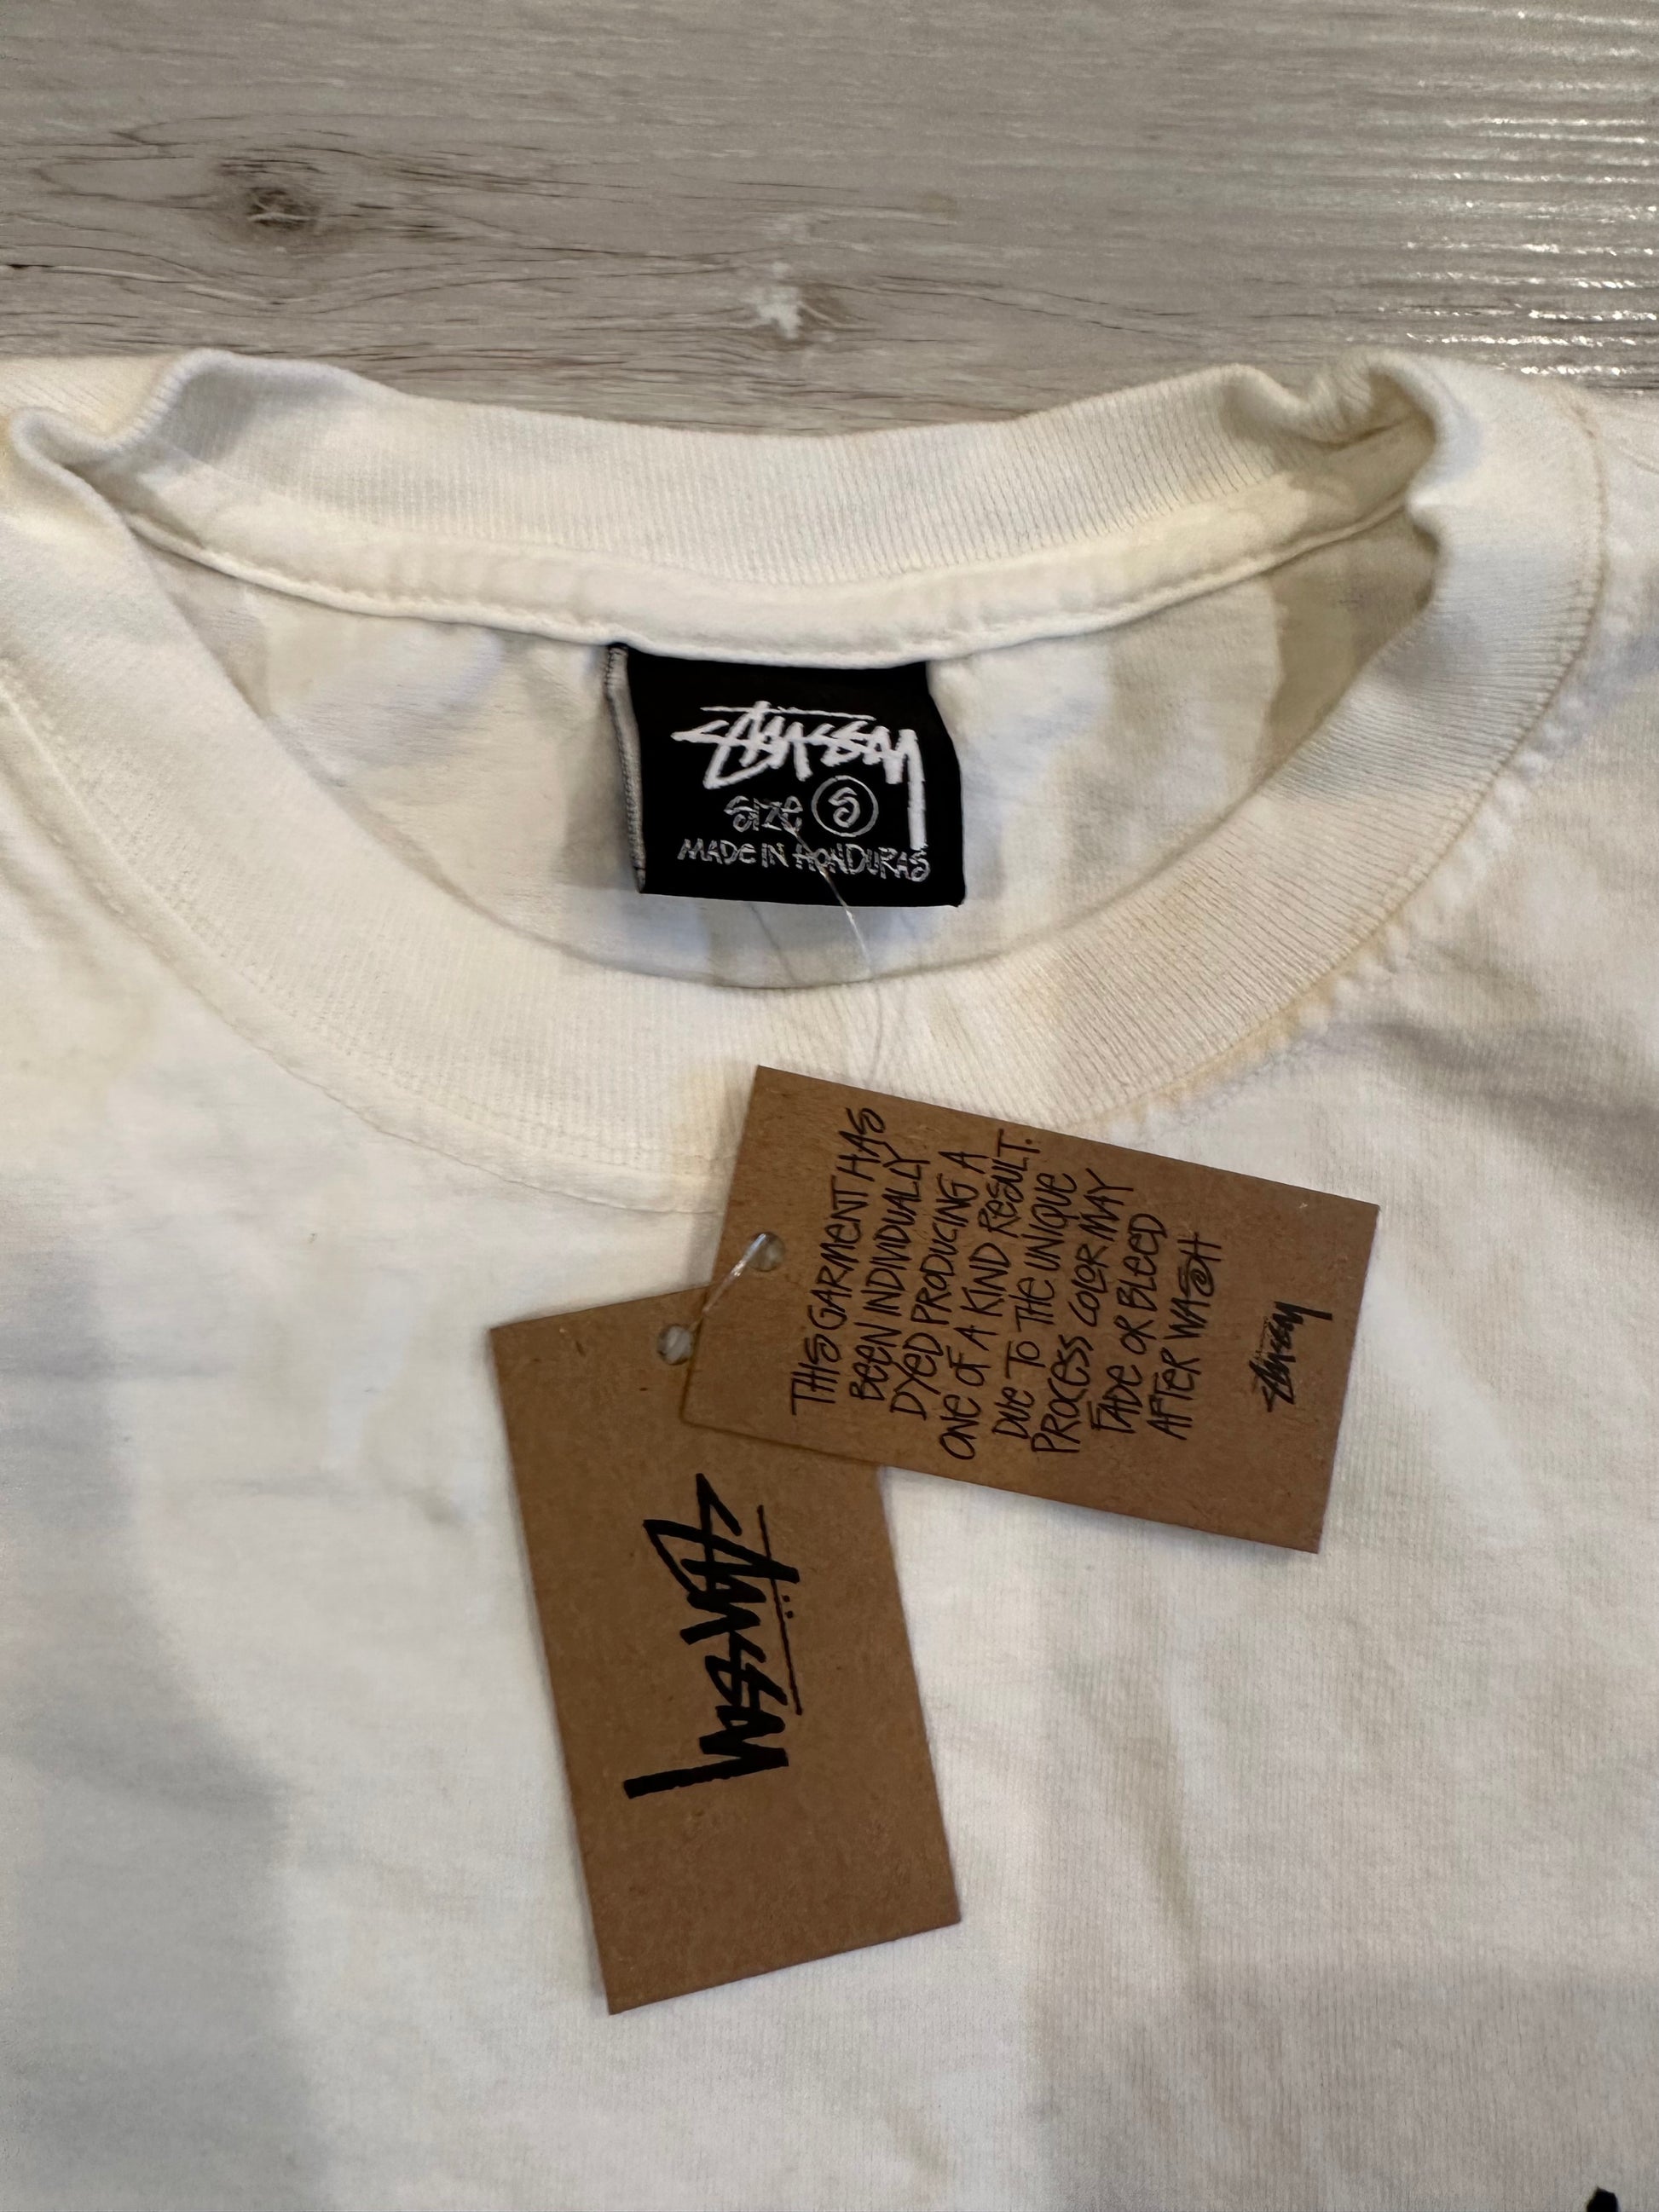 STÜSSY
SIZE S
MADE IN HONDURAS
THIS GARMENT HAS
BEEN INDIVIDUALLY
DYED PRODUCING A
ONE OF A KIND RESULT.
DUE TO THE UNIQUE
PROCESS COLOR MAY
FADE OR BLEED
AFTER WASH
STÜSSY
STÜSSY